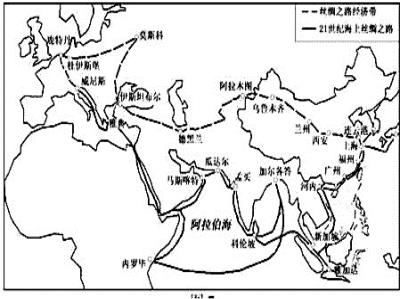 丝绸之路经济带
21世纪海上丝绸之路
鹿特丹
莫斯科
杜伊斯堡
威尼斯
伊斯坦布尔
阿拉木图
乌鲁木齐
德黑兰
兰州
西安
连云港
上海
福州
广州
河内
瓜达尔
马斯喀特
孟买
加尔各答
阿拉伯海
科伦坡
新加坡
雅加达
内罗毕